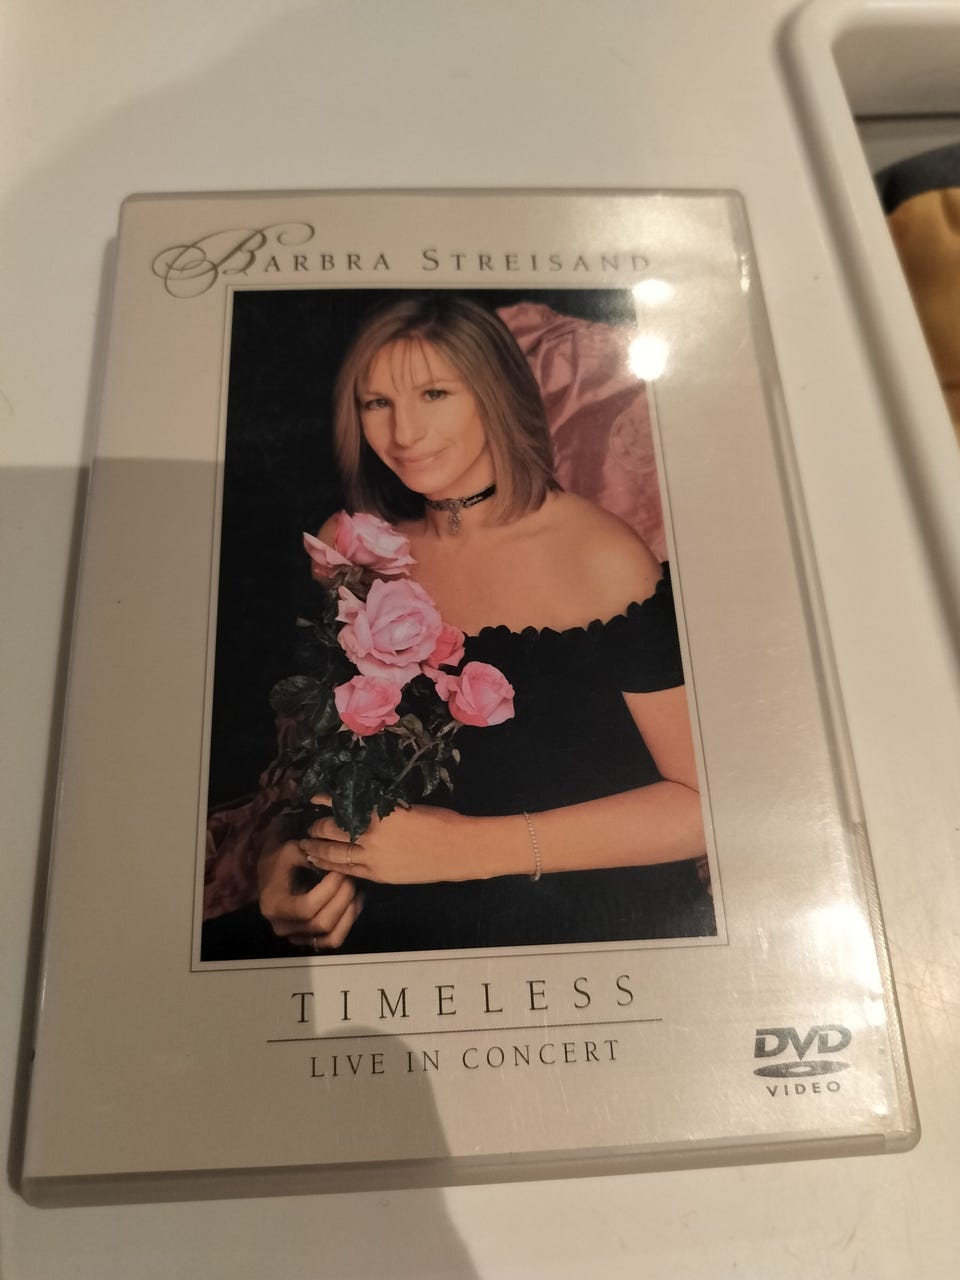 BARBRA STREISAND
TIMELESS
LIVE IN CONCERT
DVD
VIDEO